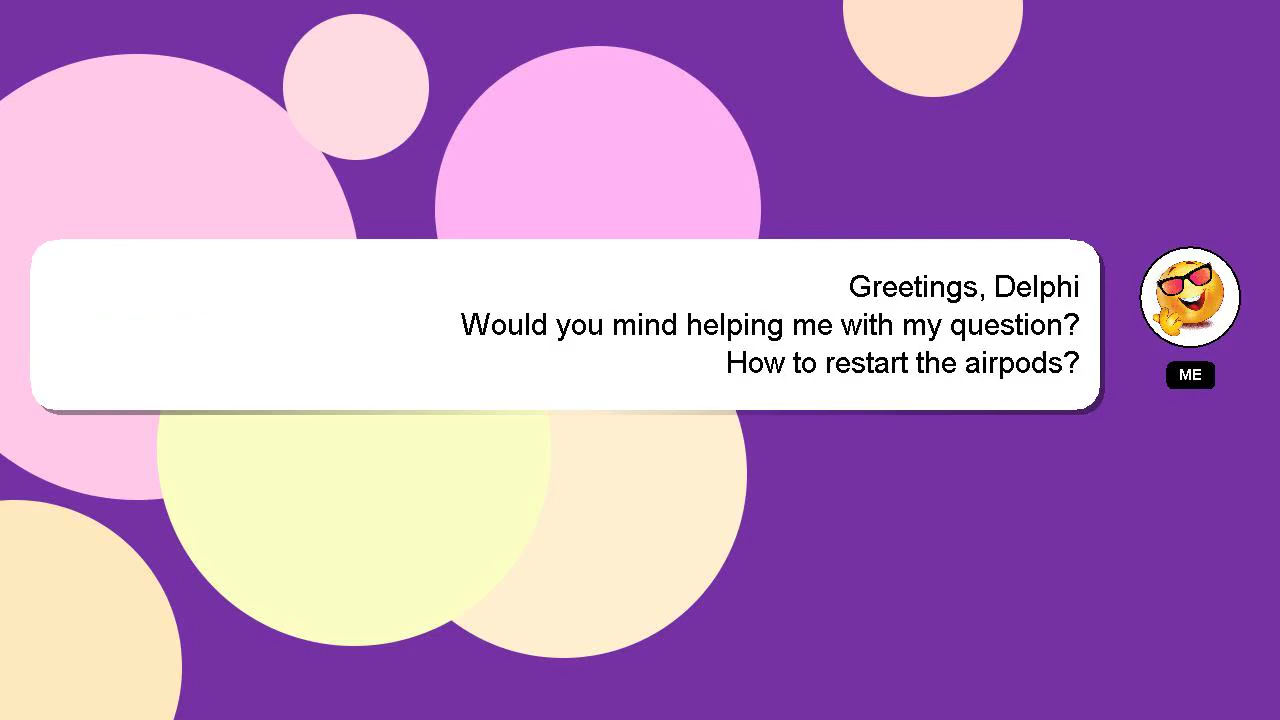 Greetings, Delphi
Would you mind helping me with my question?
How to restart the airpods?
ME